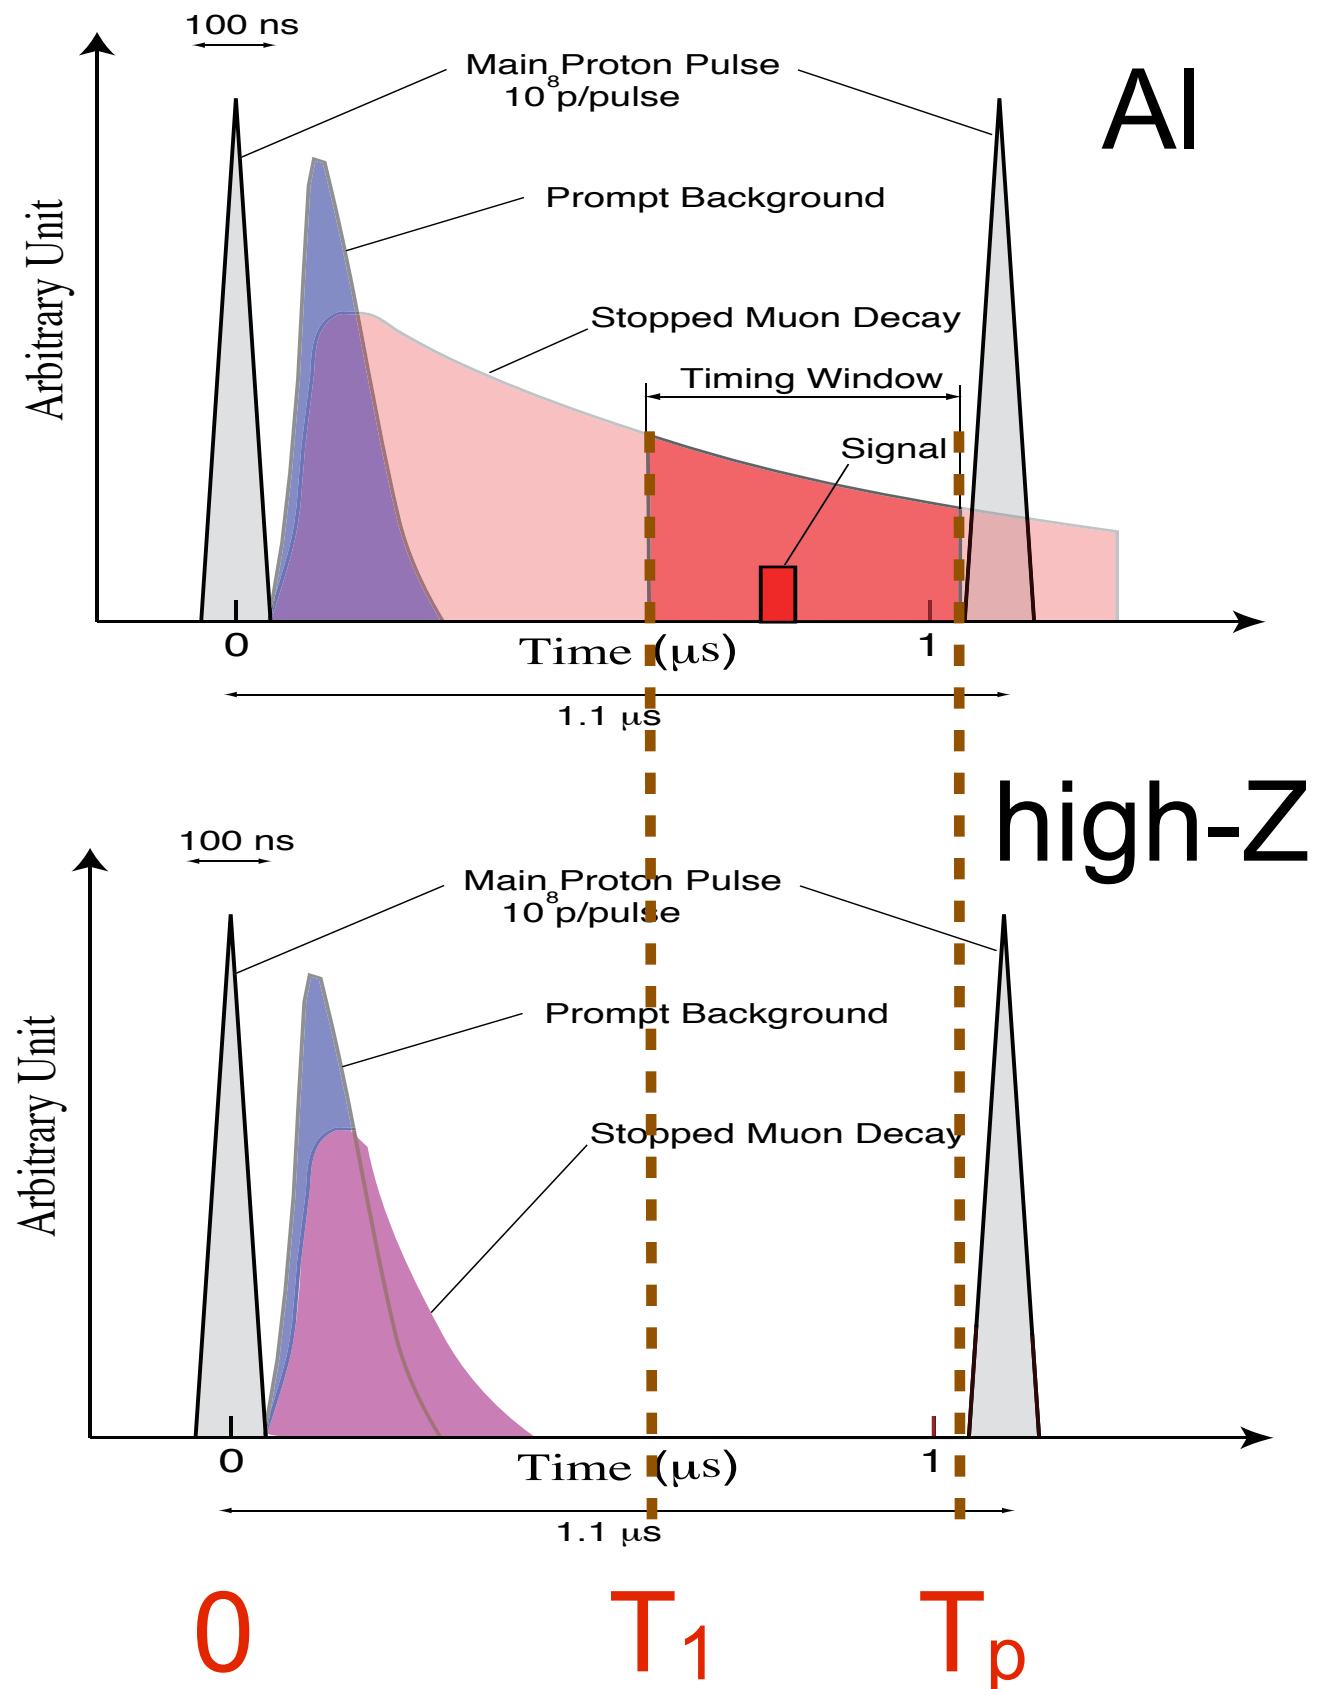 100 ns
Main Proton Pulse
10⁸p/pulse
Al
Prompt Background
Arbitrary Unit
Stopped Muon Decay
Timing Window
Signal
0
1
Time (μs)
1.1 μs
high-Z
100 ns
Main Proton Pulse
10⁸p/pulse
Prompt Background
Arbitrary Unit
Stopped Muon Decay
0
1
Time (μs)
1.1 μs
0
T₁
Tₚ